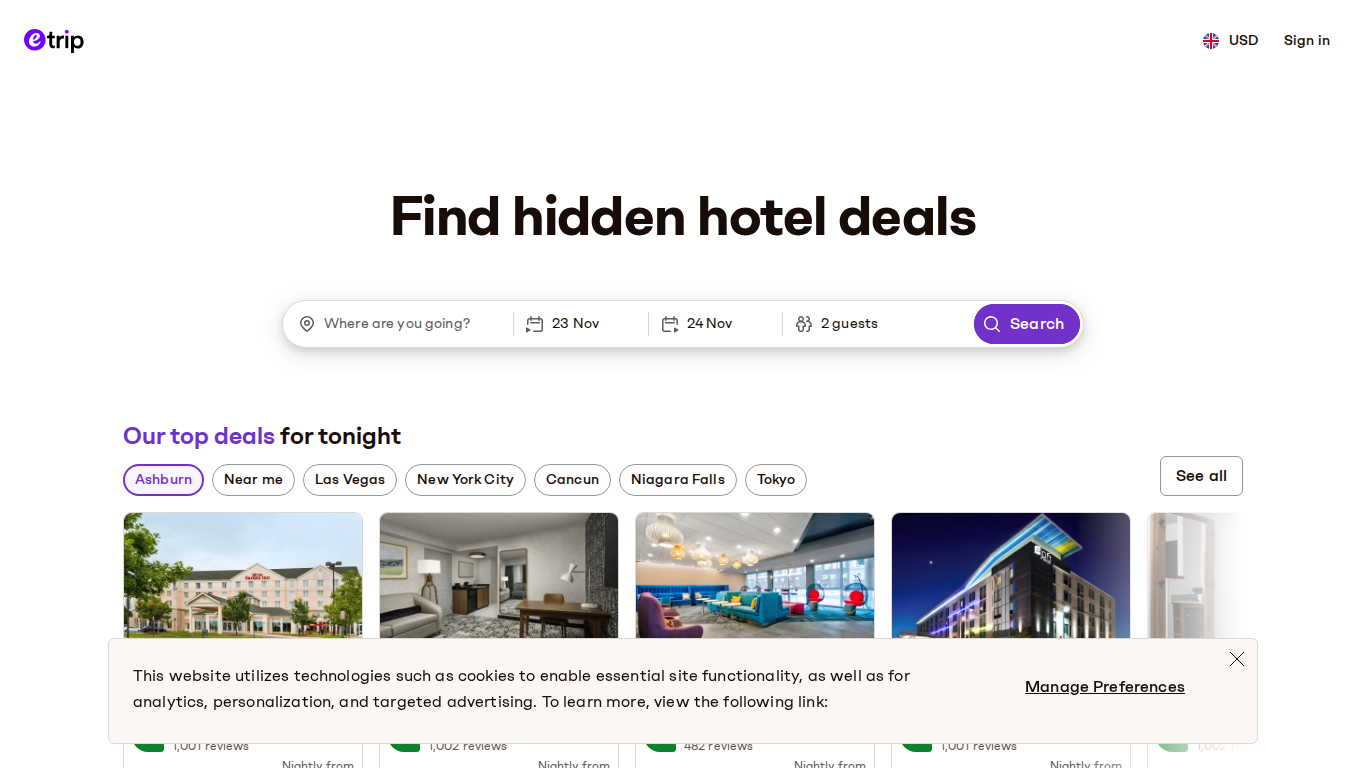 etrip
USD
Sign in
Find hidden hotel deals
Where are you going?
23 Nov
24 Nov
2 guests
Search
Our top deals for tonight
Ashburn
Near me
Las Vegas
New York City
Cancun
Niagara Falls
Tokyo
See all
This website utilizes technologies such as cookies to enable essential site functionality, as well as for
analytics, personalization, and targeted advertising. To learn more, view the following link:
Manage Preferences
1,001 reviews
1,002 reviews
482 reviews
1,001 reviews
Nightly from
Nightly from
Nightly from
Nightly from